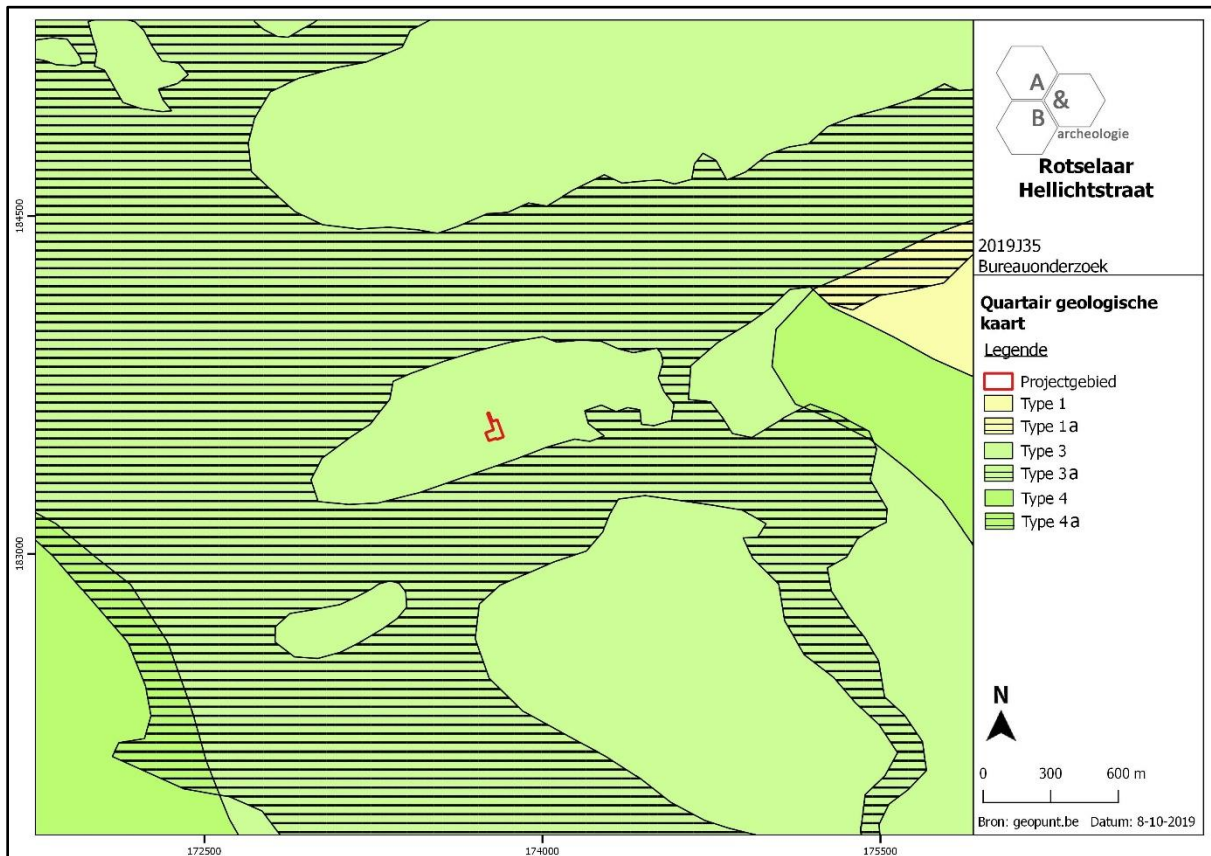 A
&
B
archeologie
Rotselaar
Hellichtstraat
2019J35
Bureauonderzoek
Quartair geologische
kaart
Legende
Projectgebied
Type 1
Type 1a
Type 3
Type 3a
Type 4
Type 4a
N
0 300 600 m
Bron: geopunt.be Datum: 8-10-2019
184500
183000
172500 174000 175500